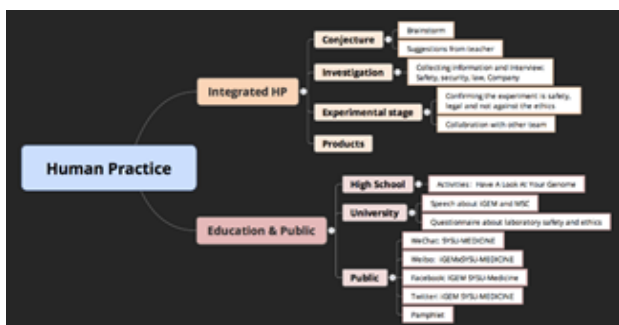 Human Practice
Integrated HP
Conjecture
Brainstorm
Suggestions from teacher
Investigation
Collecting information and interview:
Safety, security, law, Company
Experimental stage
Confirming the experiment is safety,
legal and not against the ethics
Collabration with other team
Products
Education & Public
High School
Activities: Have A Look At Your Genome
University
Speech about iGEM and MSC
Questionnaire about laboratory safety and ethics
Public
WeChat: SYSU-MEDICINE
Weibo: iGEMxSYSU-MEDICINE
Facebook: IGEM SYSU-Medicine
Twitter: iGEM SYSU-MEDICINE
Pamphlet